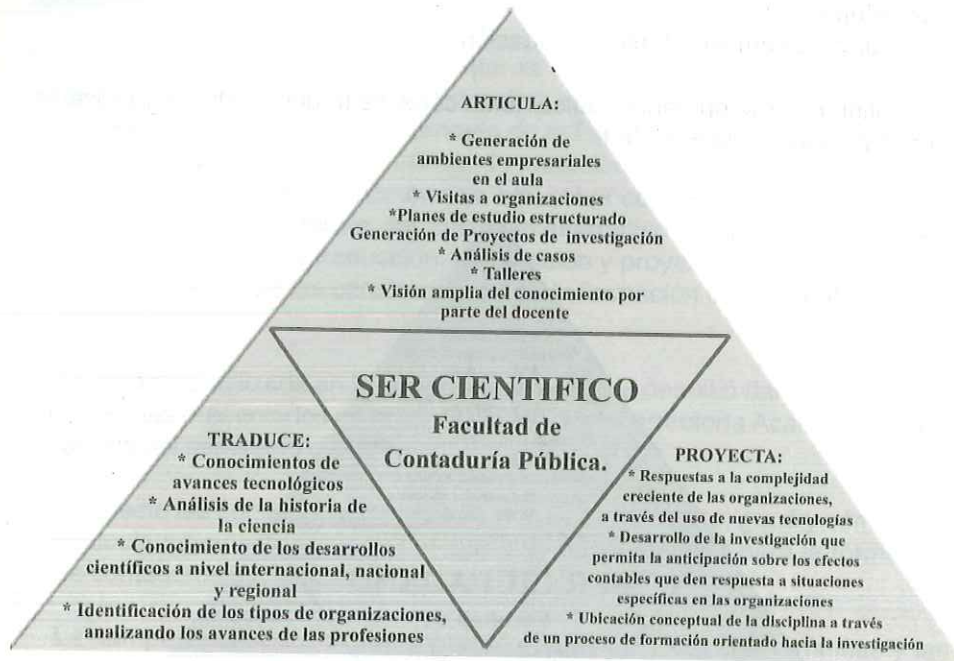 ARTICULA:
* Generación de
ambientes empresariales
en el aula
* Visitas a organizaciones
*Planes de estudio estructurado
Generación de Proyectos de investigación
* Análisis de casos
* Talleres
* Visión amplia del conocimiento por
parte del docente
SER CIENTIFICO
Facultad de
Contaduría Pública.
TRADUCE:
* Conocimientos de
avances tecnológicos
* Análisis de la historia de
la ciencia
* Conocimiento de los desarrollos
científicos a nivel internacional, nacional
y regional
* Identificación de los tipos de organizaciones,
analizando los avances de las profesiones
PROYECTA:
* Respuestas a la complejidad
creciente de las organizaciones,
a través del uso de nuevas tecnologías
* Desarrollo de la investigación que
permita la anticipación sobre los efectos
contables que den respuesta a situaciones
específicas en las organizaciones
* Ubicación conceptual de la disciplina a través
de un proceso de formación orientado hacia la investigación